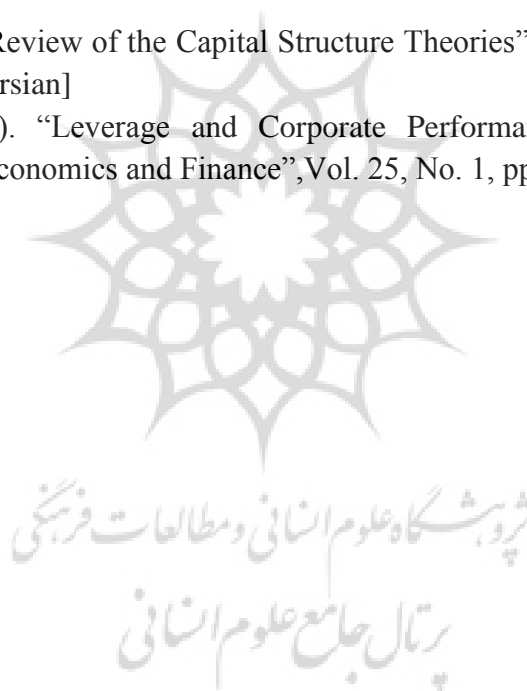 Review of the Capital Structure Theories”
rsian]
). “Leverage and Corporate Performa
conomics and Finance”,Vol. 25, No. 1, pp
پژوهشگاه علوم انسانی و مطالعات فرهنگی
پرتال جامع علوم انسانی